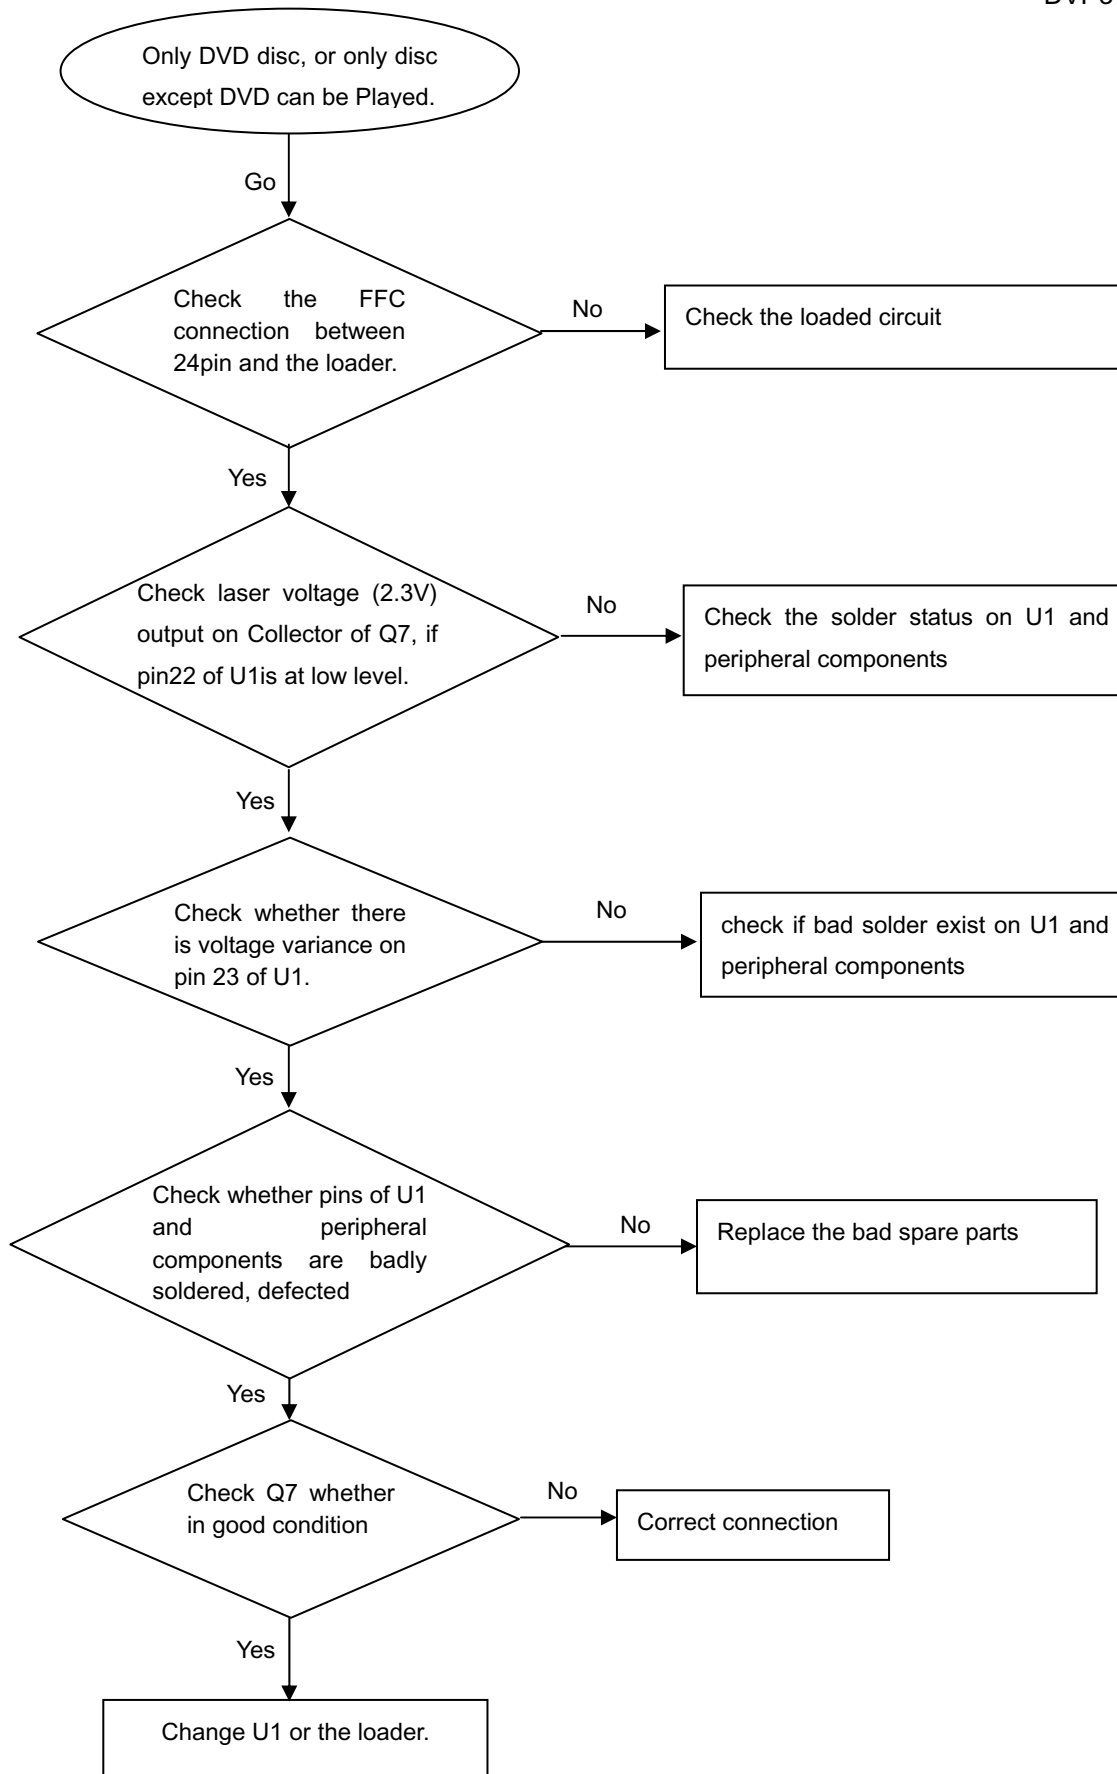 Only DVD disc, or only disc
except DVD can be Played.
Go
Check the FFC
connection between
24pin and the loader.
No
Check the loaded circuit
Yes
Check laser voltage (2.3V)
output on Collector of Q7, if
pin22 of U1is at low level.
No
Check the solder status on U1 and
peripheral components
Yes
Check whether there
is voltage variance on
pin 23 of U1.
No
check if bad solder exist on U1 and
peripheral components
Yes
Check whether pins of U1
and peripheral
components are badly
soldered, defected
No
Replace the bad spare parts
Yes
Check Q7 whether
in good condition
No
Correct connection
Yes
Change U1 or the loader.